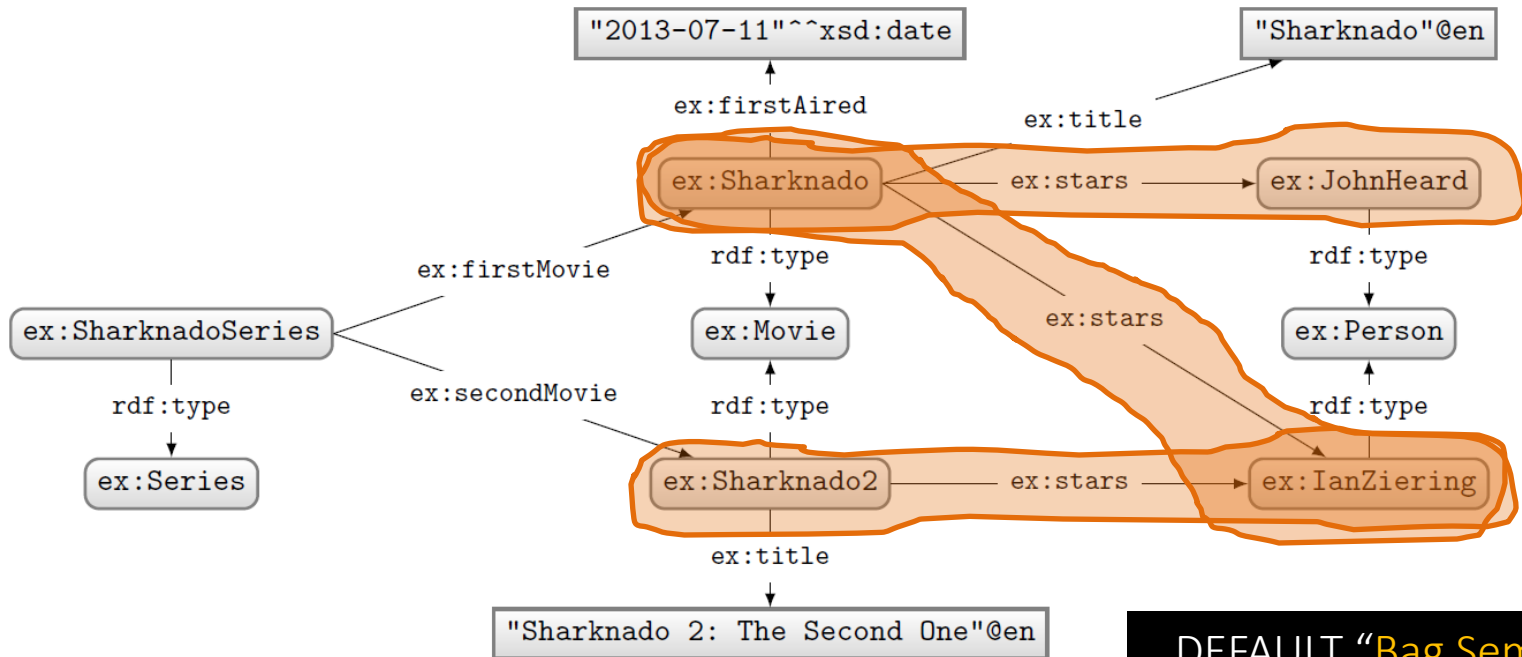 "2013-07-11"^^xsd:date
"Sharknado"@en
ex:firstAired
ex:title
ex:Sharknado
ex:stars
ex:JohnHeard
rdf:type
rdf:type
ex:firstMovie
ex:stars
ex:SharknadoSeries
ex:Movie
ex:Person
ex:secondMovie
rdf:type
rdf:type
rdf:type
ex:Series
ex:Sharknado2
ex:stars
ex:IanZiering
ex:title
"Sharknado 2: The Second One"@en
DEFAULT "Bag